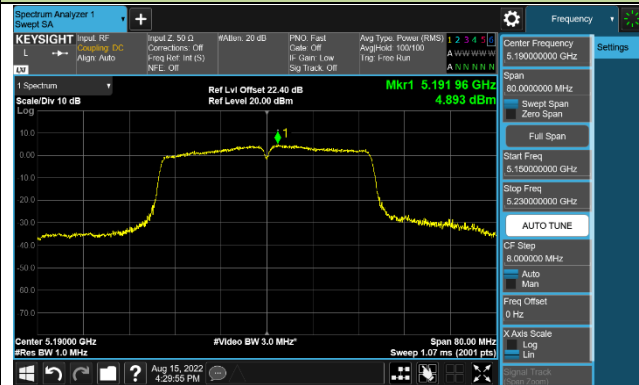 Spectrum Analyzer 1
Swept SA
Frequency
KEYSIGHT
L
Input: RF
Coupling: DC
Align: Auto
Input Z: 50 Ω
Corrections: Off
Freq Ref: Int (S)
NFE: Off
#Atten: 20 dB
PNO: Fast
Gate: Off
IF Gain: Low
Sig Track: Off
Avg Type: Power (RMS)
Avg|Hold: 100/100
Trig: Free Run
1 2 3 4 5 6
A W W W W W
A N N N N N
1 Spectrum
Scale/Div 10 dB
Log
Ref Lvl Offset 22.40 dB
Ref Level 20.00 dBm
Mkr1 5.191 96 GHz
4.893 dBm
1
10.0
0.00
-10.0
-20.0
-30.0
-40.0
-50.0
-60.0
-70.0
Center 5.19000 GHz
#Res BW 1.0 MHz
#Video BW 3.0 MHz*
Span 80.00 MHz
Sweep 1.07 ms (2001 pts)
Aug 15, 2022
4:29:55 PM
Settings
Center Frequency
5.190000000 GHz
Span
80.0000000 MHz
Swept Span
Zero Span
Full Span
Start Freq
5.150000000 GHz
Stop Freq
5.230000000 GHz
AUTO TUNE
CF Step
8.000000 MHz
Auto
Man
Freq Offset
0 Hz
X Axis Scale
Log
Lin
Signal Track
(Span Zoom)